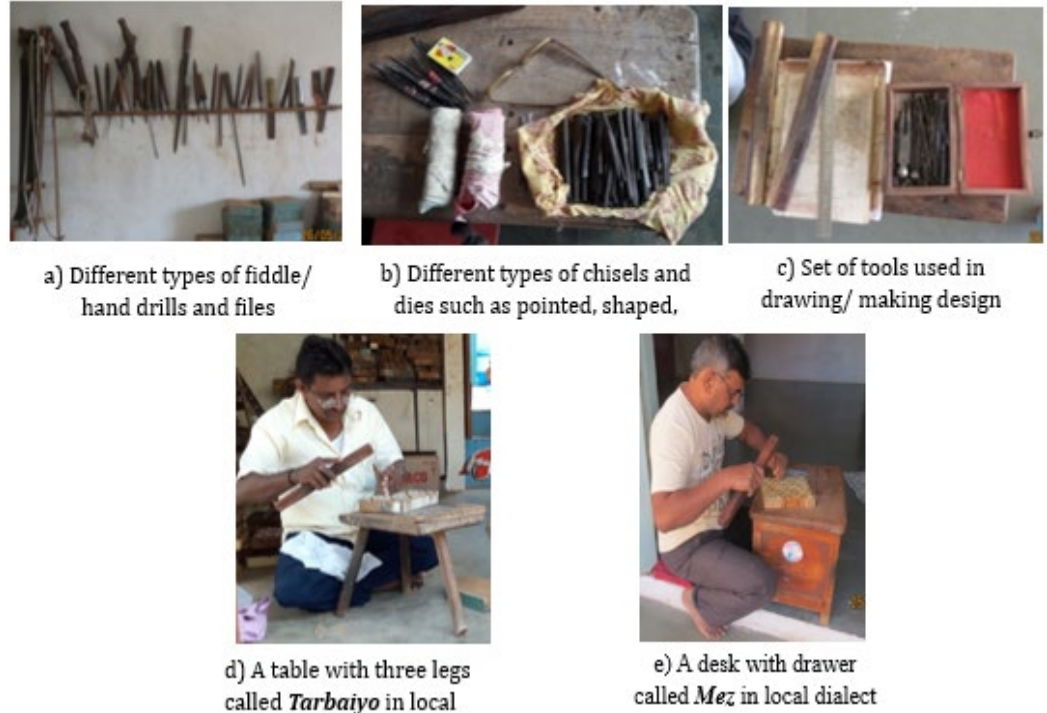 a) Different types of fiddle/
hand drills and files
b) Different types of chisels and
dies such as pointed, shaped,
c) Set of tools used in
drawing/ making design
d) A table with three legs
called Tarbaiyo in local
e) A desk with drawer
called Mez in local dialect